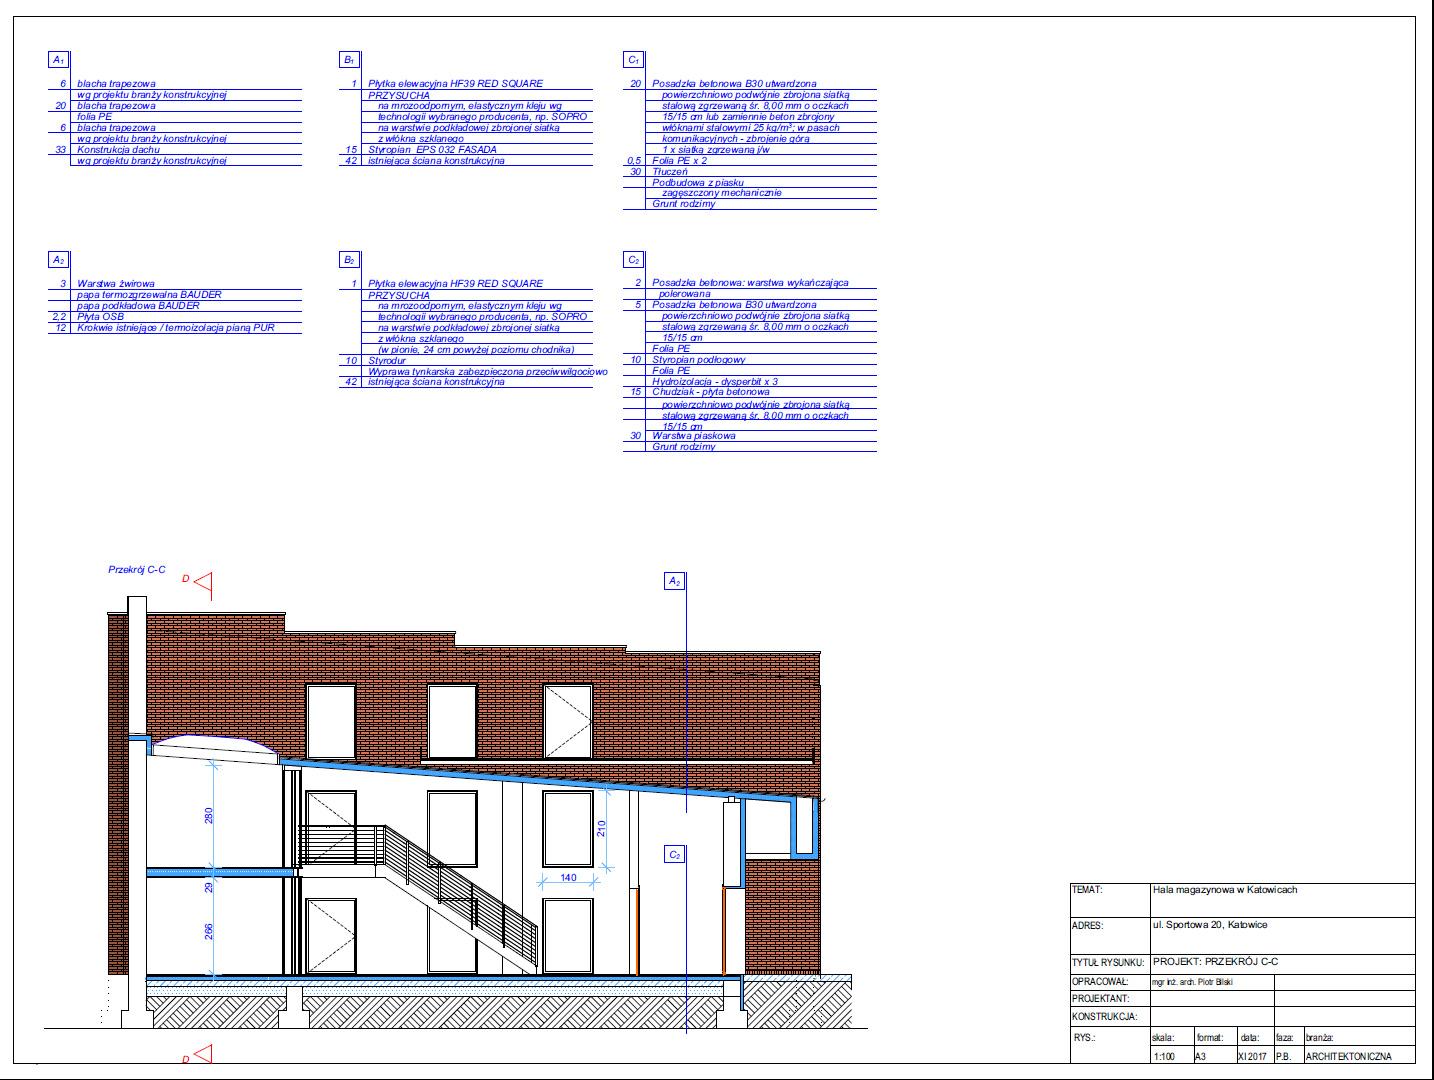 A1
6 blacha trapezowa
wg projektu branży konstrukcyjnej
20 blacha trapezowa
folia PE
6 blacha trapezowa
wg projektu branży konstrukcyjnej
33 Konstrukcja dachu
wg projektu branży konstrukcyjnej
B1
1 Płytka elewacyjna HF39 RED SQUARE
PRZYSUCHA
na mrozoodpornym, elastycznym kleju wg
technologii wybranego producenta, np. SOPRO
na warstwie podkładowej zbrojonej siatką
z włókna szklanego
15 Styropian EPS 032 FASADA
42 istniejąca ściana konstrukcyjna
C1
20 Posadzka betonowa B30 utwardzona
powierzchniowo podwójnie zbrojona siatką
stalową zgrzewaną śr. 8,00 mm o oczkach
15/15 cm lub zamiennie beton zbrojony
włóknami stalowymi 25 kg/m³; w pasach
komunikacyjnych - zbrojenie górą
1 x siatką zgrzewaną j/w
0,5 Folia PE x 2
30 Tłuczeń
Podbudowa z piasku
zagęszczony mechanicznie
Grunt rodzimy
A2
3 Warstwa żwirowa
papa termozgrzewalna BAUDER
papa podkładowa BAUDER
2,2 Płyta OSB
12 Krokwie istniejące / termoizolacja pianą PUR
B2
1 Płytka elewacyjna HF39 RED SQUARE
PRZYSUCHA
na mrozoodpornym, elastycznym kleju wg
technologii wybranego producenta, np. SOPRO
na warstwie podkładowej zbrojonej siatką
z włókna szklanego
(w pionie, 24 cm powyżej poziomu chodnika)
10 Styrodur
Wyprawa tynkarska zabezpieczona przeciwwilgociowo
42 istniejąca ściana konstrukcyjna
C2
2 Posadzka betonowa: warstwa wykańczająca
polerowana
5 Posadzka betonowa B30 utwardzona
powierzchniowo podwójnie zbrojona siatką
stalową zgrzewaną śr. 8,00 mm o oczkach
15/15 cm
Folia PE
10 Styropian podłogowy
Folia PE
Hydroizolacja - dysperbit x 3
15 Chudziak - płyta betonowa
powierzchniowo podwójnie zbrojona siatką
stalową zgrzewaną śr. 8,00 mm o oczkach
15/15 cm
30 Warstwa piaskowa
Grunt rodzimy
Przekrój C-C
D
A2
280
210
C2
140
29
266
D
TEMAT: Hala magazynowa w Katowicach
ADRES: ul. Sportowa 20, Katowice
TYTUŁ RYSUNKU: PROJEKT: PRZEKRÓJ C-C
OPRACOWAŁ: mgr inż. arch. Piotr Bilski
PROJEKTANT:
KONSTRUKCJA:
RYS.: skala: format: data: faza: branża:
1:100 A3 XI 2017 P.B. ARCHITEKTONICZNA